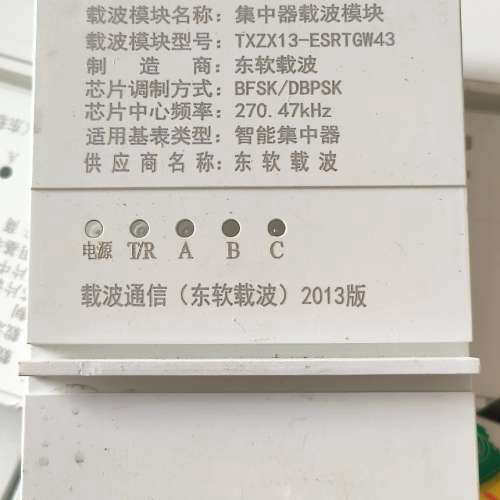 载波模块名称：集中器载波模块
载波模块型号：TXZX13-ESRTGW43
制造商：东软载波
芯片调制方式：BFSK/DBPSK
芯片中心频率：270.47kHz
适用基表类型：智能集中器
供应商名称：东软载波
电源 T/R A B C
载波通信（东软载波）2013版